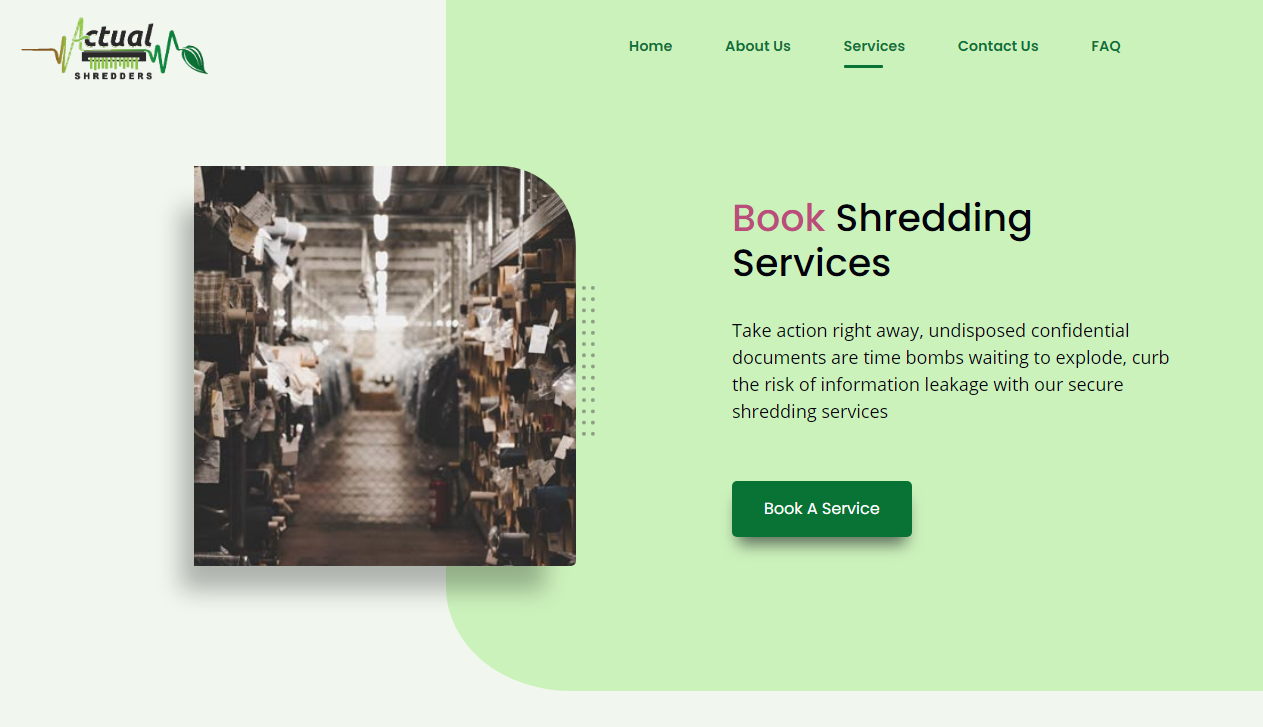 Actual
SHREDDERS
Home About Us Services Contact Us FAQ
Book Shredding
Services
Take action right away, undisposed confidential
documents are time bombs waiting to explode, curb
the risk of information leakage with our secure
shredding services
Book A Service